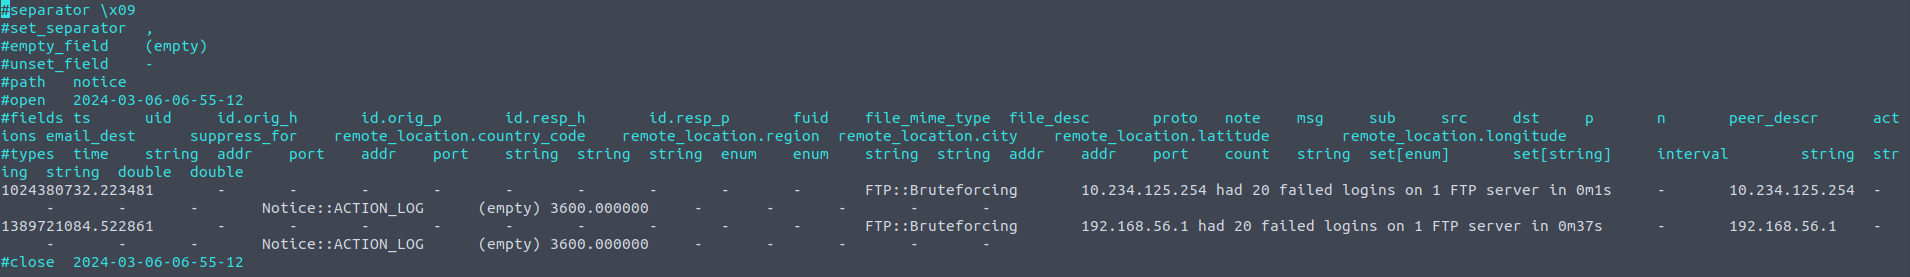 #separator \x09
#set_separator  ,
#empty_field    (empty)
#unset_field    -
#path   notice
#open   2024-03-06-06-55-12
#fields ts      uid     id.orig_h       id.orig_p       id.resp_h       id.resp_p       fuid    file_mime_type  file_desc       proto   note    msg     sub     src     dst     p       n       peer_descr      act
ions email_dest      suppress_for    remote_location.country_code    remote_location.region  remote_location.city    remote_location.latitude        remote_location.longitude
#types  time    string  addr    port    addr    port    string  string  string  enum    enum    string  string  addr    addr    port    count   string  set[enum]       set[string]     interval        string  str
ing  string  double  double
1024380732.223481       -       -       -       -       -       -       -       -       -       FTP::Bruteforcing       10.234.125.254 had 20 failed logins on 1 FTP server in 0m1s     -       10.234.125.254  -
     -       -       -       Notice::ACTION_LOG      (empty) 3600.000000     -       -       -       -       -
1389721084.522861       -       -       -       -       -       -       -       -       -       FTP::Bruteforcing       192.168.56.1 had 20 failed logins on 1 FTP server in 0m37s      -       192.168.56.1    -
     -       -       -       Notice::ACTION_LOG      (empty) 3600.000000     -       -       -       -       -
#close  2024-03-06-06-55-12